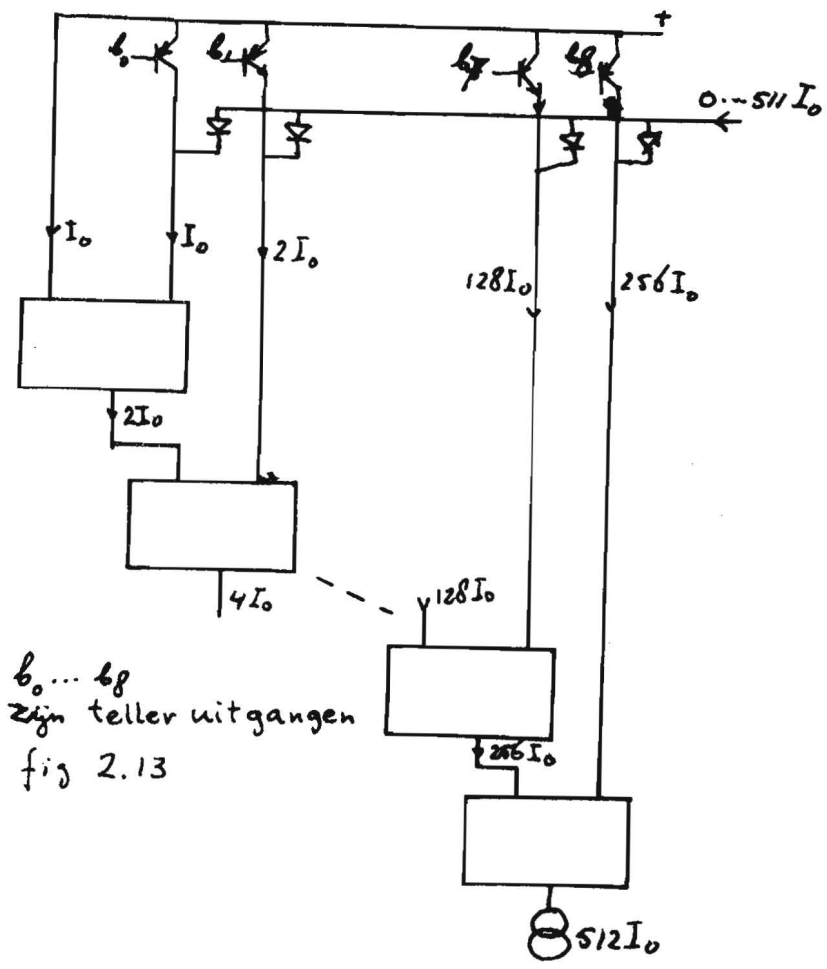 +
b₀
b₁
b7
b8
0--511 I₀
I₀
I₀
2I₀
128I₀
256I₀
2I₀
4I₀
128I₀
b₀... b8
zijn teller uitgangen
256I₀
fig 2.13
512I₀